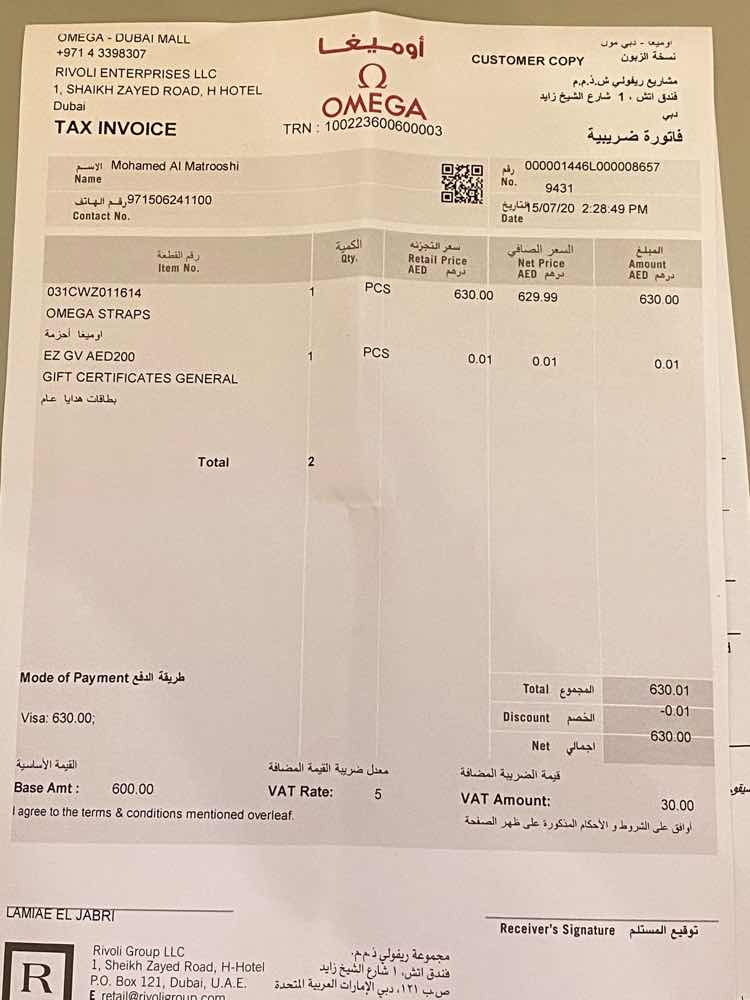 OMEGA - DUBAI MALL
+971 4 3398307
RIVOLI ENTERPRISES LLC
1, SHAIKH ZAYED ROAD, H HOTEL
Dubai
TAX INVOICE
أوميغا
Ω
OMEGA
TRN : 100223600600003
CUSTOMER COPY
اوميغا - دبي مول
نسخة الزبون
مشاريع ريفولي ش.ذ.م.م
فندق اتش ، 1 شارع الشيخ زايد
دبي
فاتورة ضريبية
الاسم Mohamed Al Matrooshi
Name
رقم الهاتف 971506241100
Contact No.
رقم 000001446L000008657
No. 9431
التاريخ 15/07/20 2:28:49 PM
Date
رقم القطعة الكمية سعر التجزئه السعر الصافي المبلغ
Item No. Qty. Retail Price Net Price Amount
AED درهم AED درهم AED درهم
031CWZ011614 1 PCS 630.00 629.99 630.00
OMEGA STRAPS
اوميغا أحزمة
EZ GV AED200 1 PCS 0.01 0.01 0.01
GIFT CERTIFICATES GENERAL
بطاقات هدايا عام
Total 2
Mode of Payment طريقة الدفع
Visa: 630.00;
Total المجموع 630.01
Discount الخصم -0.01
Net اجمالي 630.00
القيمة الأساسية معدل ضريبة القيمة المضافة قيمة الضريبة المضافة
Base Amt : 600.00 VAT Rate: 5 VAT Amount: 30.00
I agree to the terms & conditions mentioned overleaf.
أوافق على الشروط و الأحكام المذكورة على ظهر الصفحة
LAMIAE EL JABRI
Receiver's Signature توقيع المستلم
R
Rivoli Group LLC
1, Sheikh Zayed Road, H-Hotel
P.O. Box 121, Dubai, U.A.E.
E retail@rivoligroup.com
مجموعة ريفولي ذ.م.م.
فندق اتش، ١ شارع الشيخ زايد
ص.ب ١٢١، دبي الإمارات العربية المتحدة